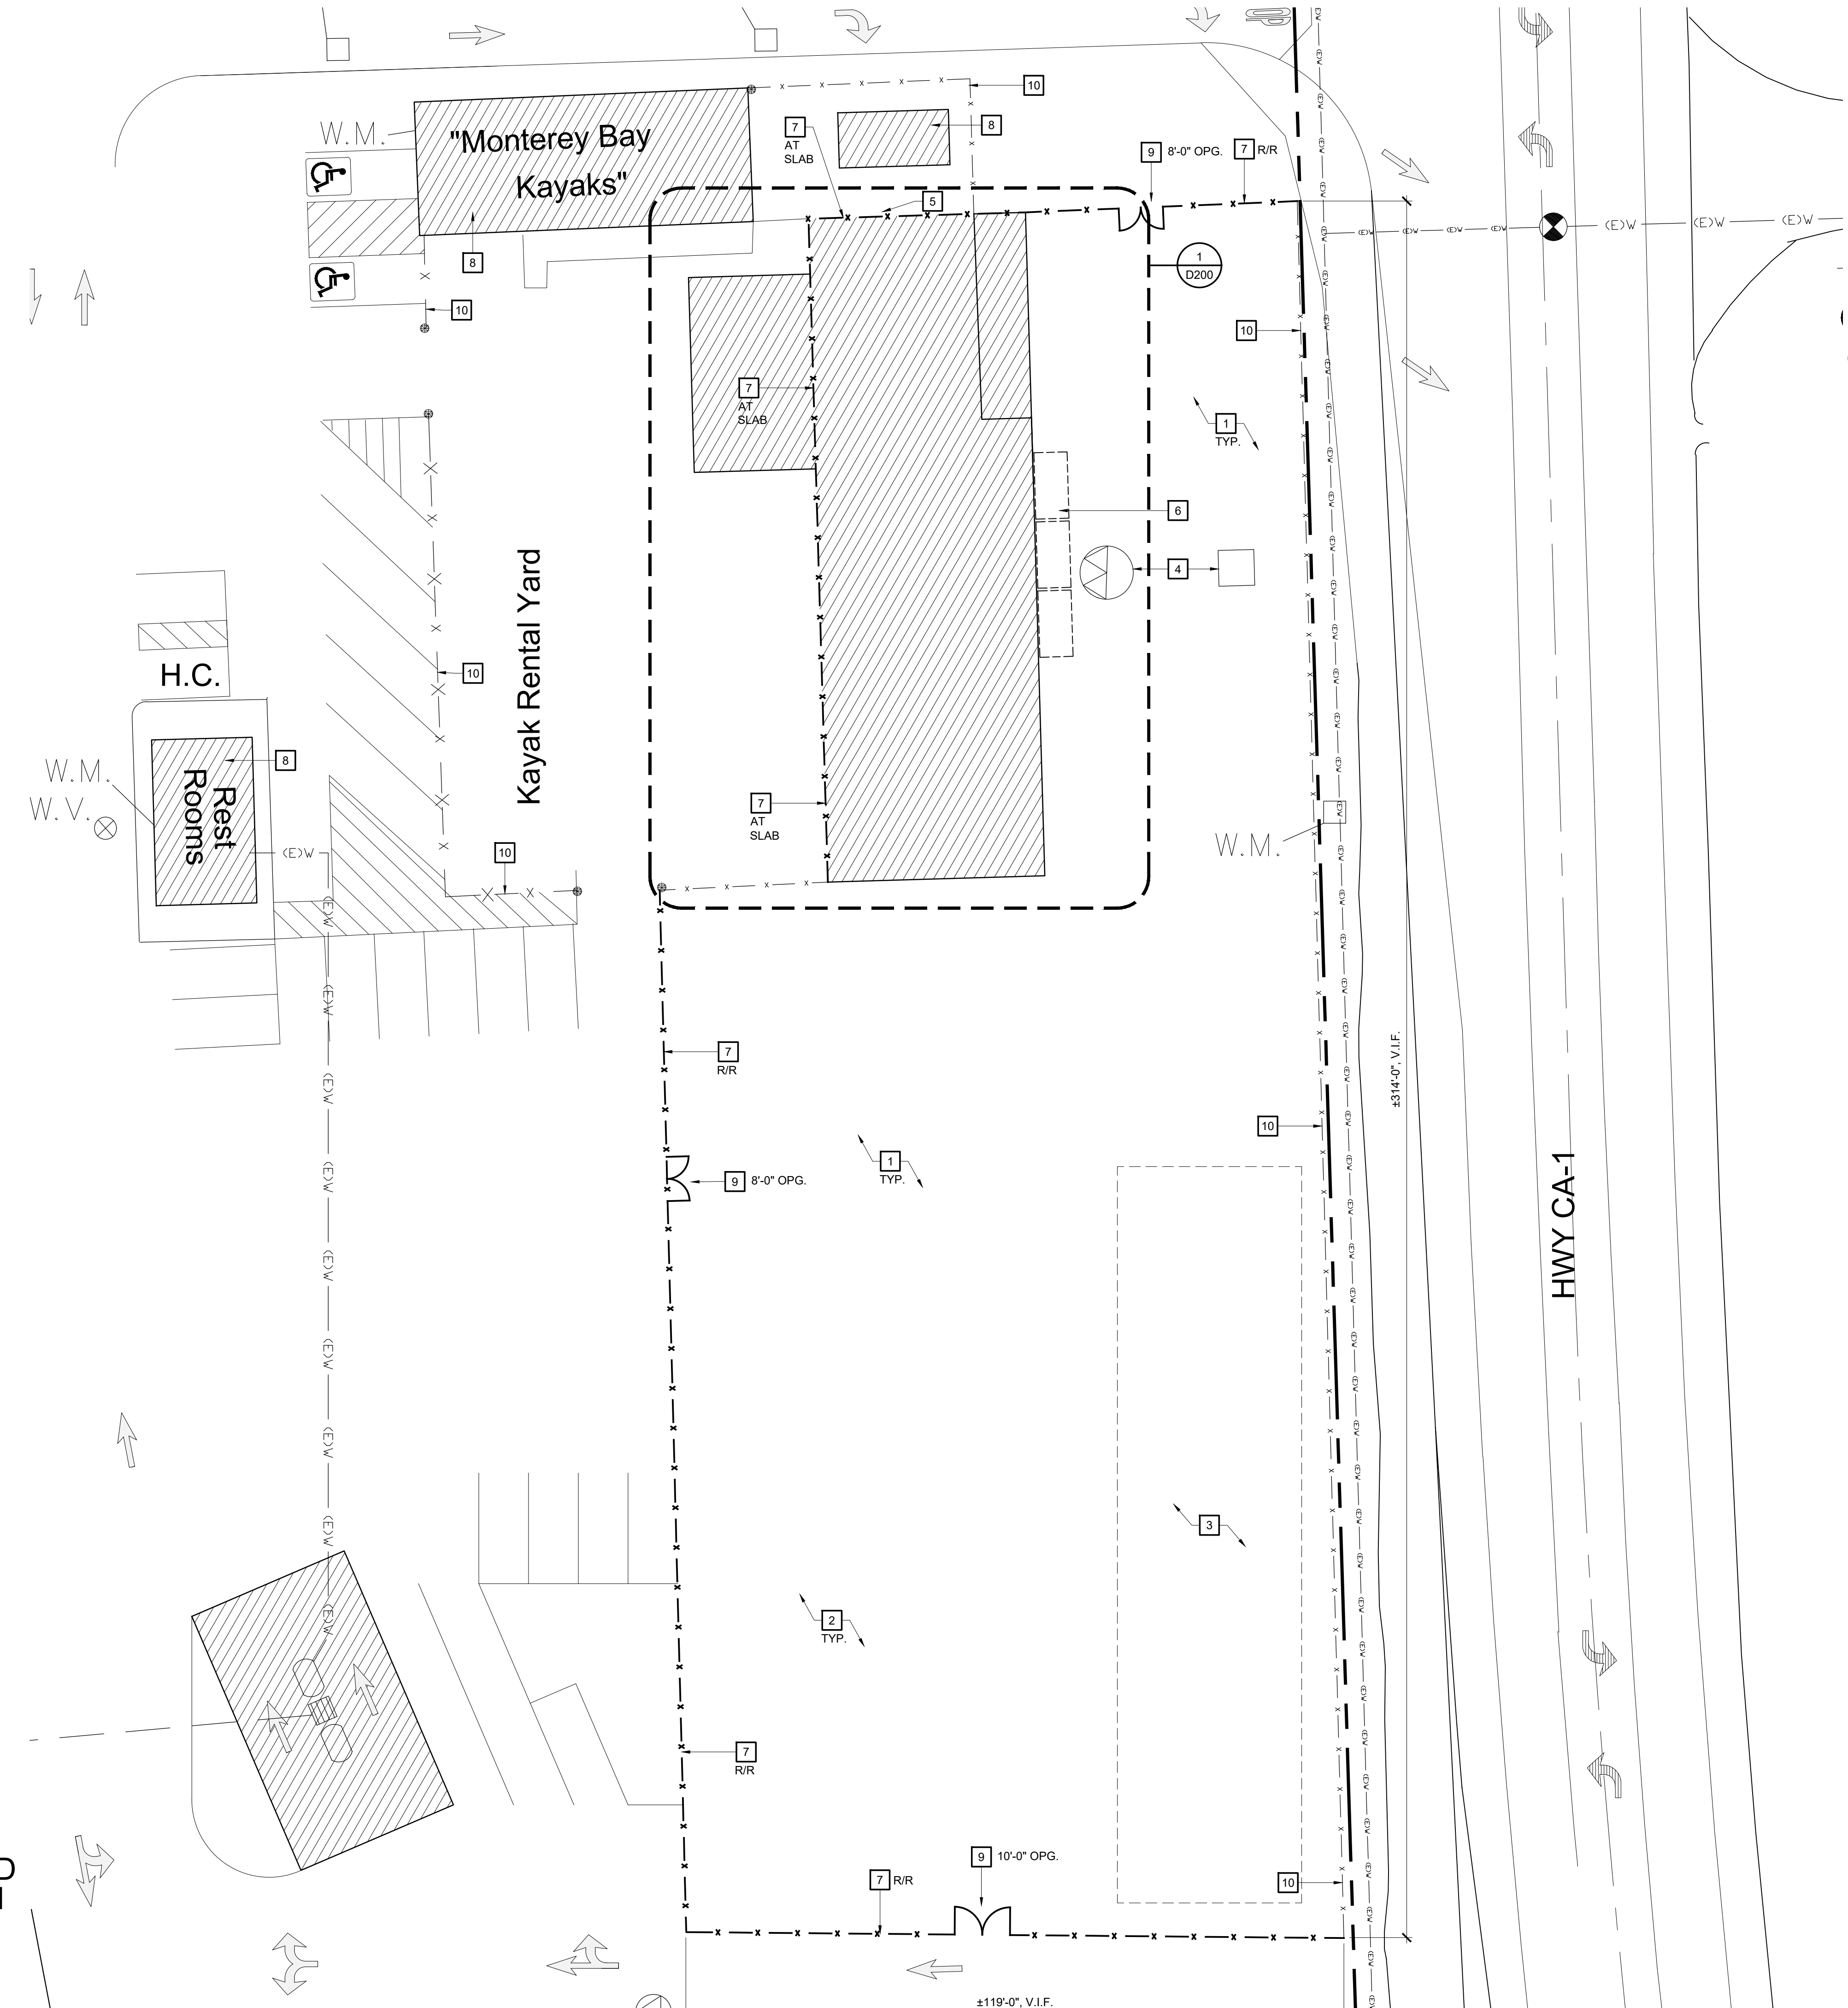 10
W.M.
"Monterey Bay
Kayaks"
7
AT
SLAB
8
9 8'-0" OPG.
7 R/R
5
(E)W (E)W (E)W (E)W (E)W (E)W (E)W
8
1
D200
10
10
7
AT
SLAB
1
TYP.
6
4
Kayak Rental Yard
H.C.
10
8
W.M.
W.V.
Rest
Rooms
(E)W
7
AT
SLAB
W.M.
10
(E)W
(E)W
(E)W
(E)W
(E)W
(E)W
(E)W
(E)W
(E)W
7
R/R
±314'-0", V.I.F.
10
1
TYP.
9 8'-0" OPG.
HWY CA-1
3
2
TYP.
7
R/R
9 10'-0" OPG.
7 R/R
10
±119'-0", V.I.F.